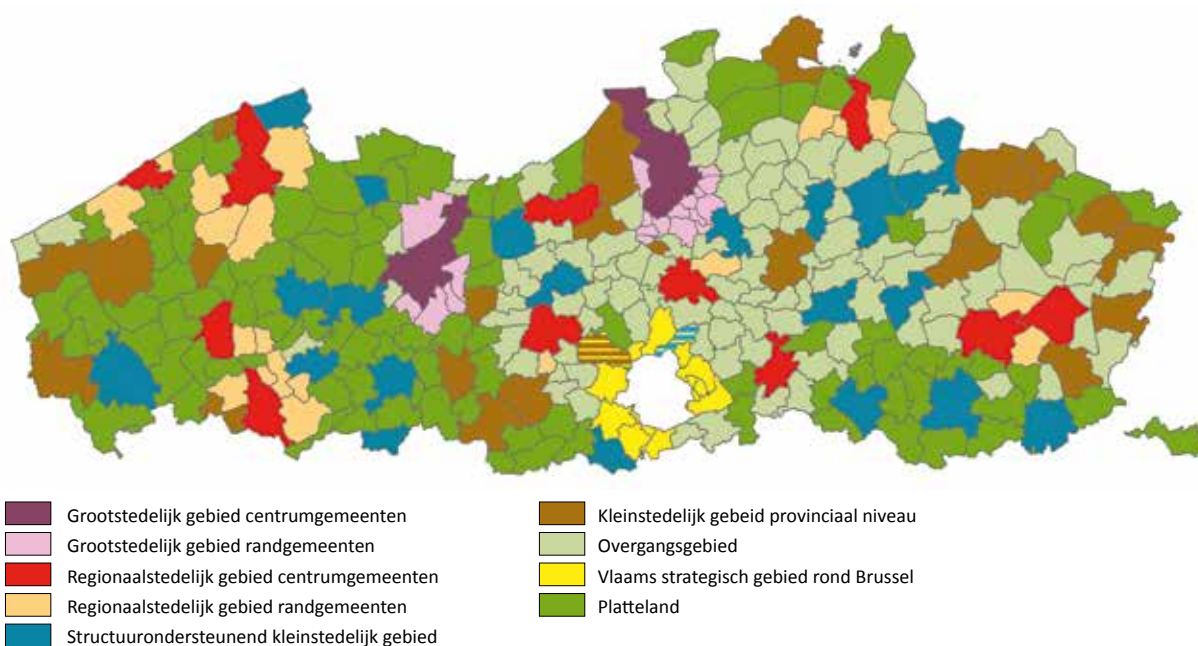 Grootstedelijk gebied centrumgemeenten
Grootstedelijk gebied randgemeenten
Regionaalstedelijk gebied centrumgemeenten
Regionaalstedelijk gebied randgemeenten
Structuurondersteunend kleinstedelijk gebied
Kleinstedelijk gebeid provinciaal niveau
Overgangsgebied
Vlaams strategisch gebied rond Brussel
Platteland